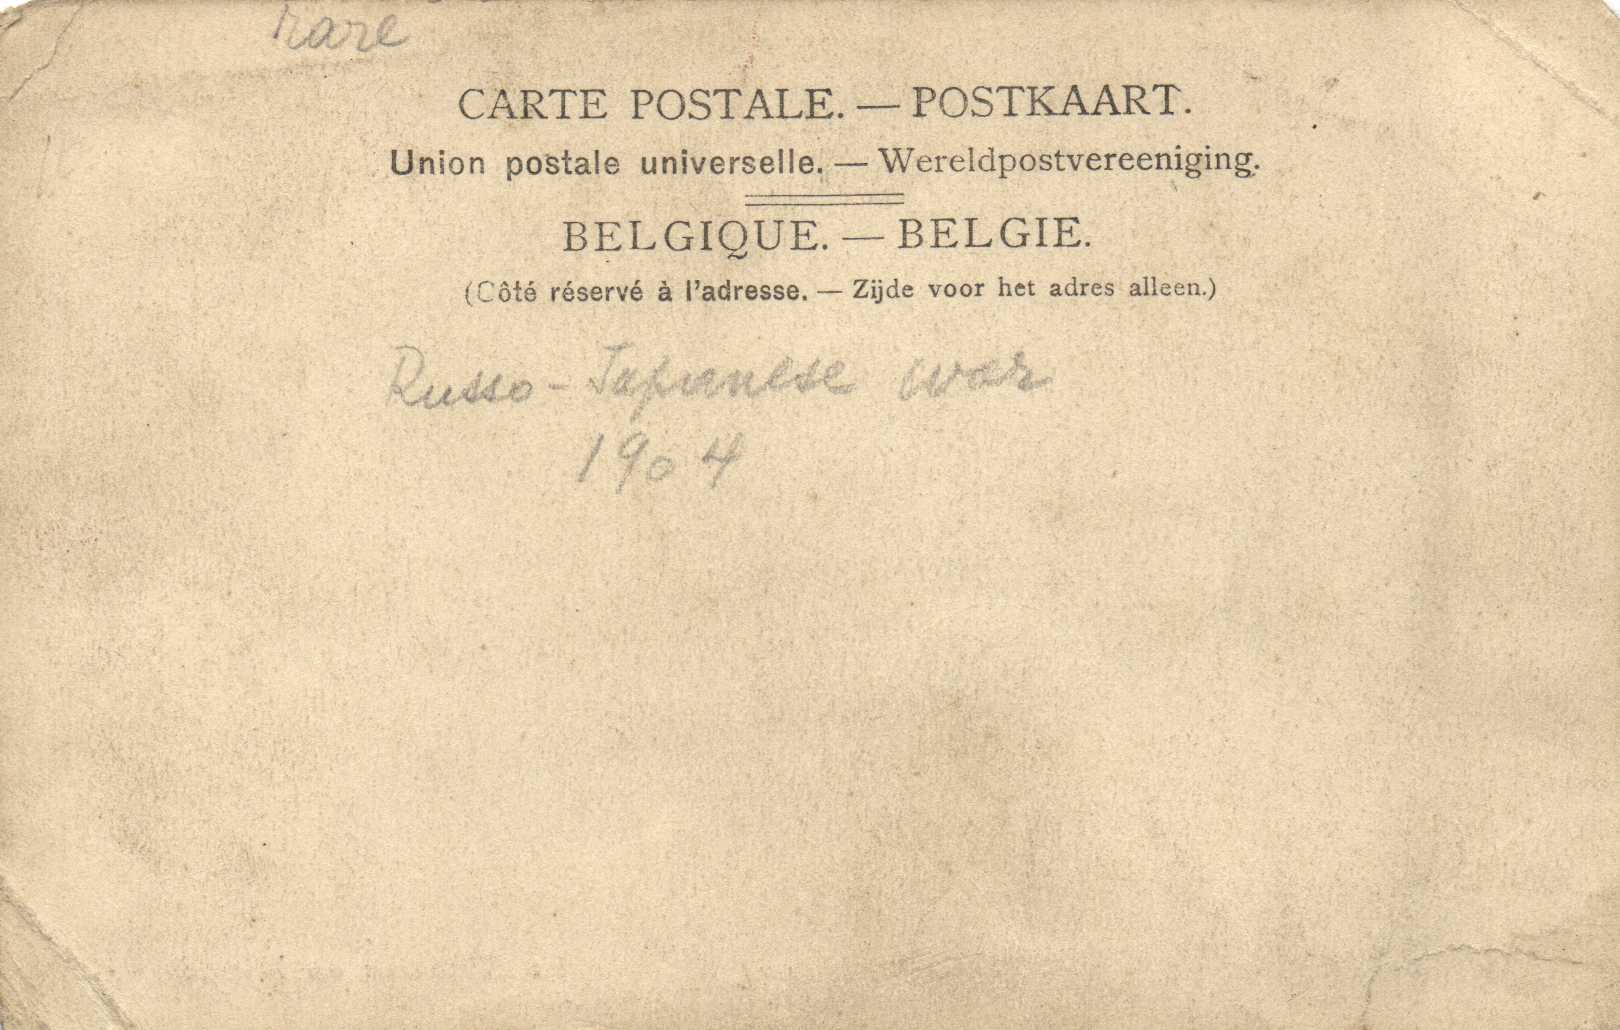 rare
CARTE POSTALE. — POSTKAART.
Union postale universelle. — Wereldpostvereeniging.
BELGIQUE. — BELGIE.
(Côté réservé à l'adresse. — Zijde voor het adres alleen.)
Russo-Japanese war
1904